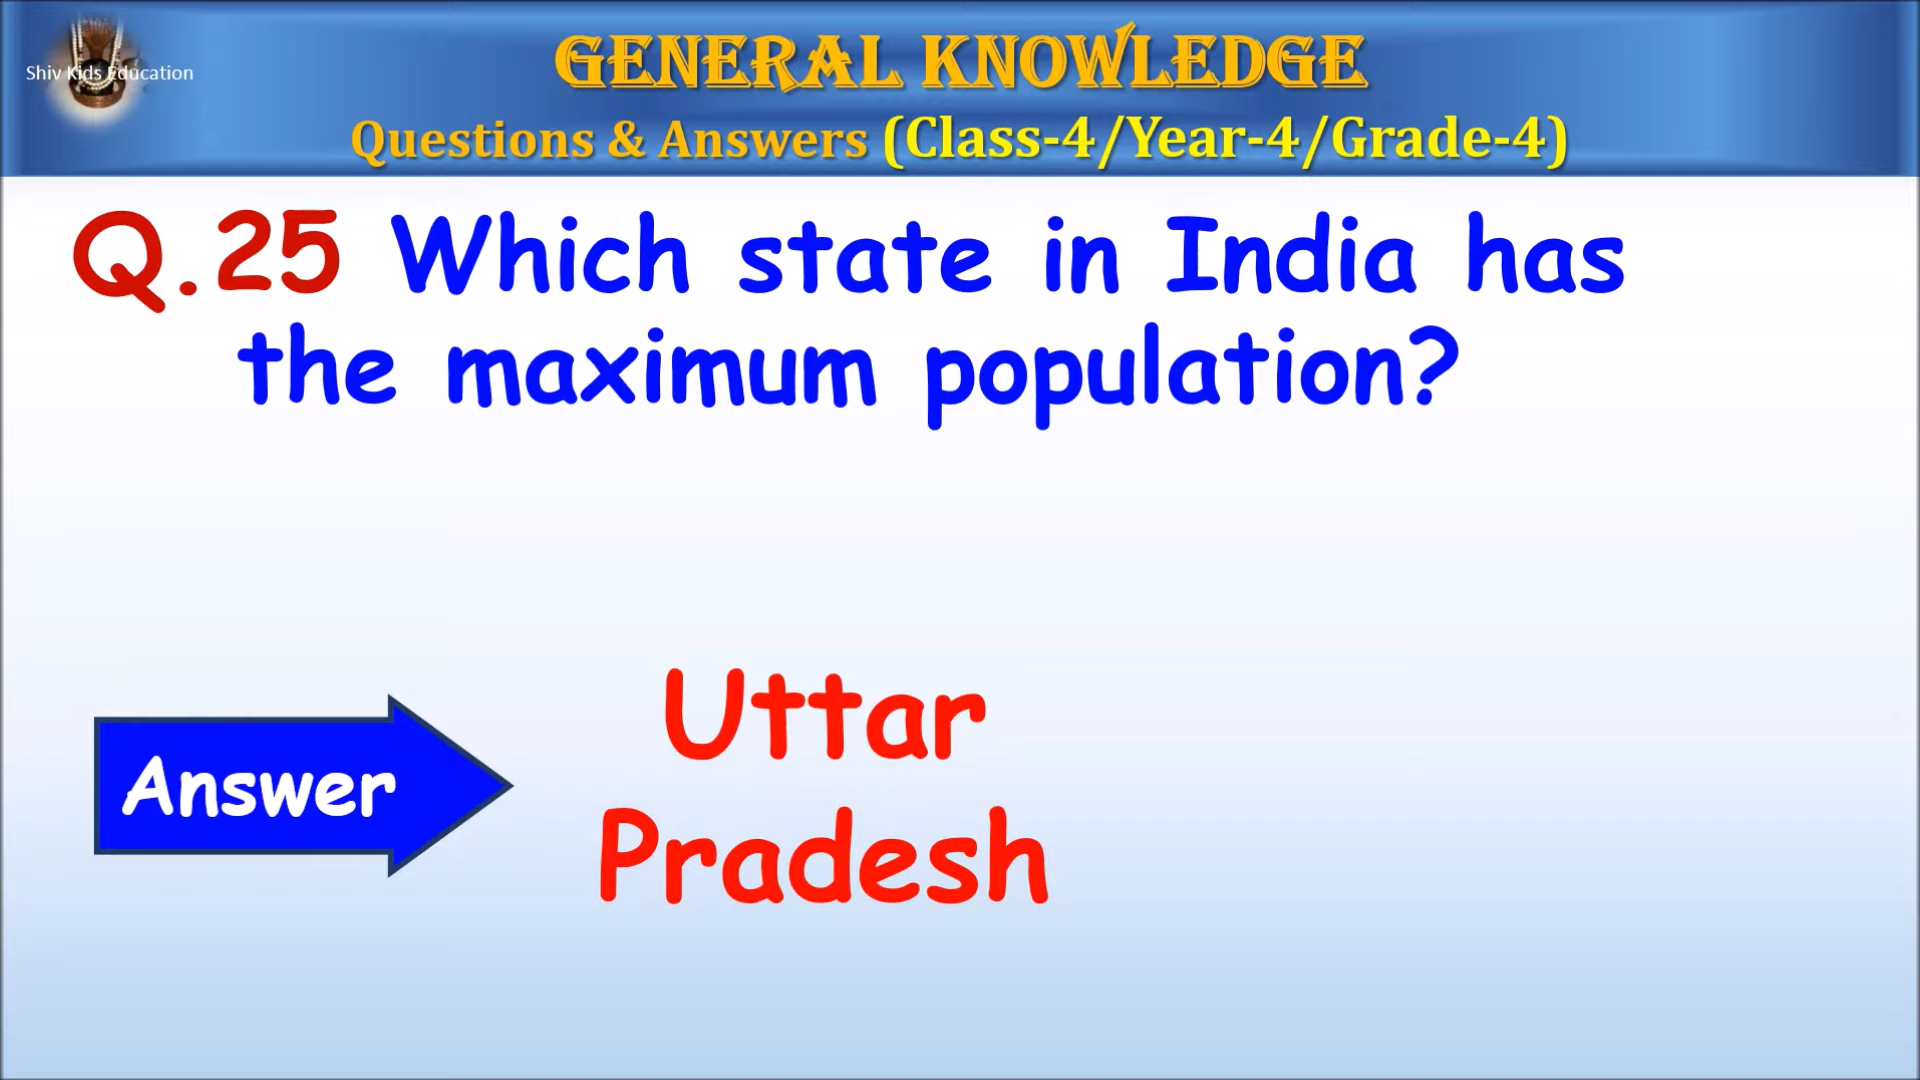 Shiv Kids Education
GENERAL KNOWLEDGE
Questions & Answers (Class-4/Year-4/Grade-4)
Q.25 Which state in India has
the maximum population?
Answer
Uttar
Pradesh